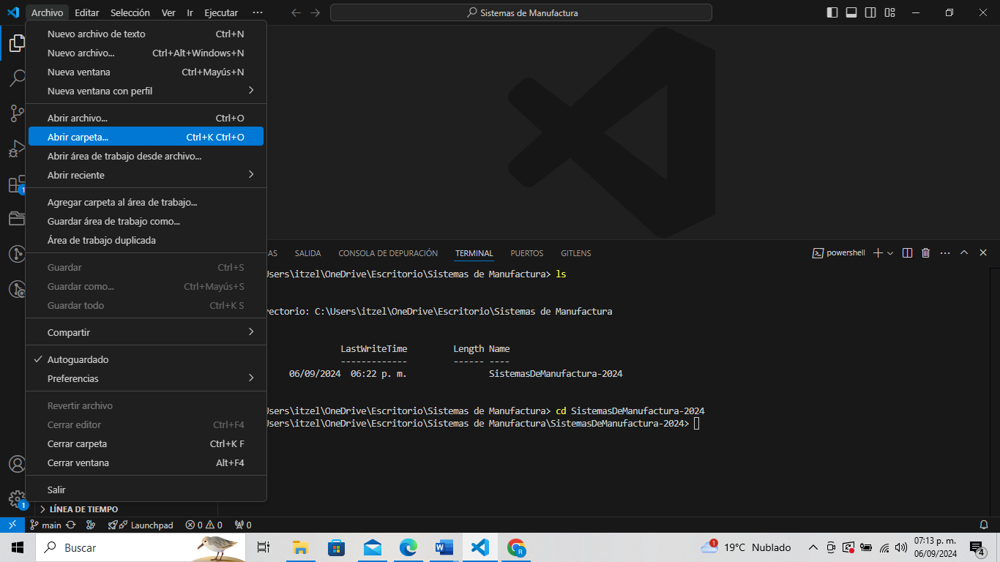 Archivo Editar Selección Ver Ir Ejecutar ··· Sistemas de Manufactura
Nuevo archivo de texto Ctrl+N
Nuevo archivo... Ctrl+Alt+Windows+N
Nueva ventana Ctrl+Mayús+N
Nueva ventana con perfil
Abrir archivo... Ctrl+O
Abrir carpeta... Ctrl+K Ctrl+O
Abrir área de trabajo desde archivo...
Abrir reciente
Agregar carpeta al área de trabajo...
Guardar área de trabajo como...
Área de trabajo duplicada
Guardar Ctrl+S
Guardar como... Ctrl+Mayús+S
Guardar todo Ctrl+K S
Compartir
Autoguardado
Preferencias
Revertir archivo
Cerrar editor Ctrl+F4
Cerrar carpeta Ctrl+K F
Cerrar ventana Alt+F4
Salir
1
1
LÍNEA DE TIEMPO
AS SALIDA CONSOLA DE DEPURACIÓN TERMINAL PUERTOS GITLENS powershell
sers\itzel\OneDrive\Escritorio\Sistemas de Manufactura> ls
rectorio: C:\Users\itzel\OneDrive\Escritorio\Sistemas de Manufactura
LastWriteTime Length Name
------------- ------ ----
06/09/2024 06:22 p. m. SistemasDeManufactura-2024
sers\itzel\OneDrive\Escritorio\Sistemas de Manufactura> cd SistemasDeManufactura-2024
sers\itzel\OneDrive\Escritorio\Sistemas de Manufactura\SistemasDeManufactura-2024>
main Launchpad 0 0 0
Buscar W R 1 19°C Nublado 07:13 p. m.
06/09/2024 4